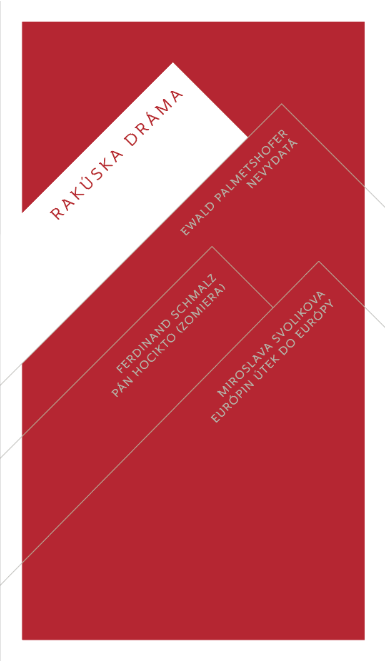 RAKÚSKA DRÁMA
EWALD PALMETSHOFER
NEVYDATÁ
FERDINAND SCHMALZ
PÁN HOCIKTO (ZOMIERA)
MIROSLAVA SVOLIKOVA
EURÓPIN ÚTEK DO EURÓPY